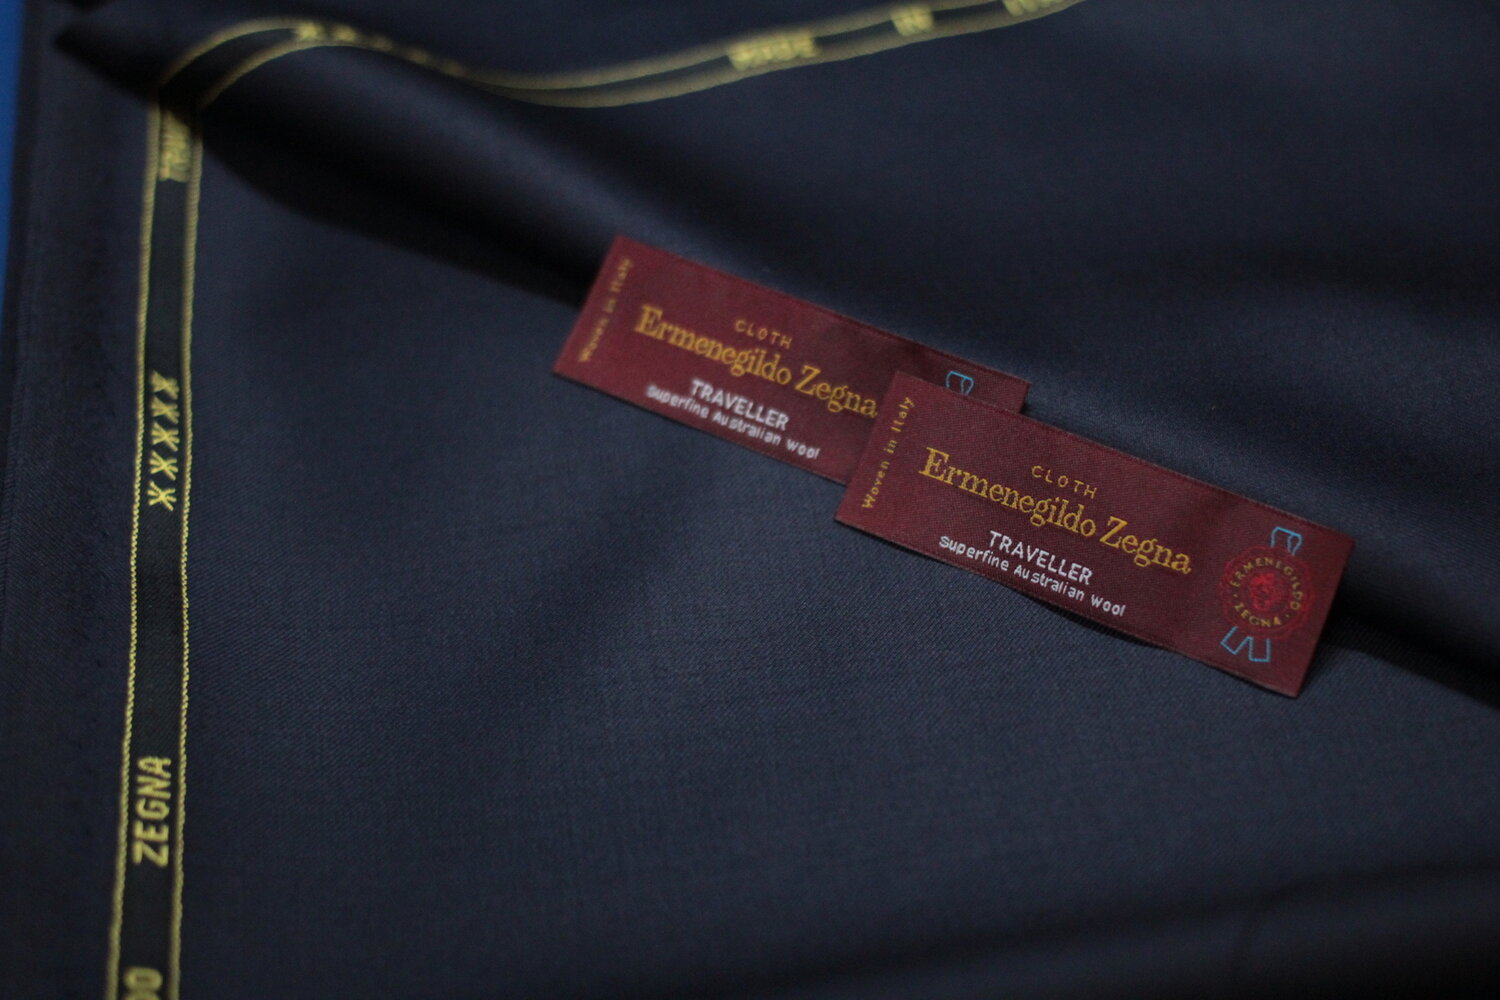 MADE
ZEGNA
Woven in Italy
CLOTH
Ermenegildo Zegna
TRAVELLER
Superfine Australian wool
Woven in Italy
CLOTH
Ermenegildo Zegna
TRAVELLER
Superfine Australian wool
ERMENEGILDO
ZEGNA